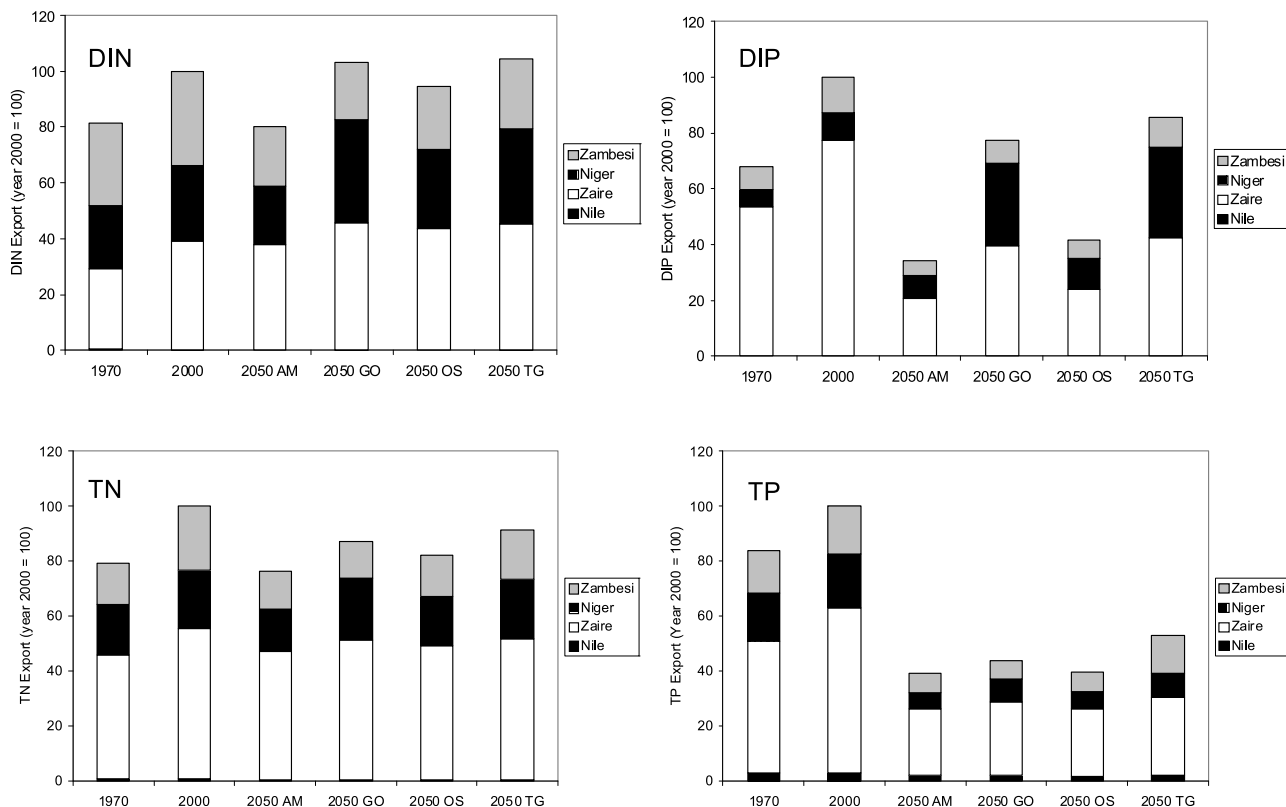 DIN
DIN Export (year 2000 = 100)
120
100
80
60
40
20
0
1970 2000 2050 AM 2050 GO 2050 OS 2050 TG
Zambesi
Niger
Zaire
Nile
DIP
DIP Export (year 2000 = 100)
120
100
80
60
40
20
0
1970 2000 2050 AM 2050 GO 2050 OS 2050 TG
Zambesi
Niger
Zaire
Nile
TN
TN Export (year 2000 = 100)
120
100
80
60
40
20
0
1970 2000 2050 AM 2050 GO 2050 OS 2050 TG
Zambesi
Niger
Zaire
Nile
TP
TP Export (Year 2000 = 100)
120
100
80
60
40
20
0
1970 2000 2050 AM 2050 GO 2050 OS 2050 TG
Zambesi
Niger
Zaire
Nile